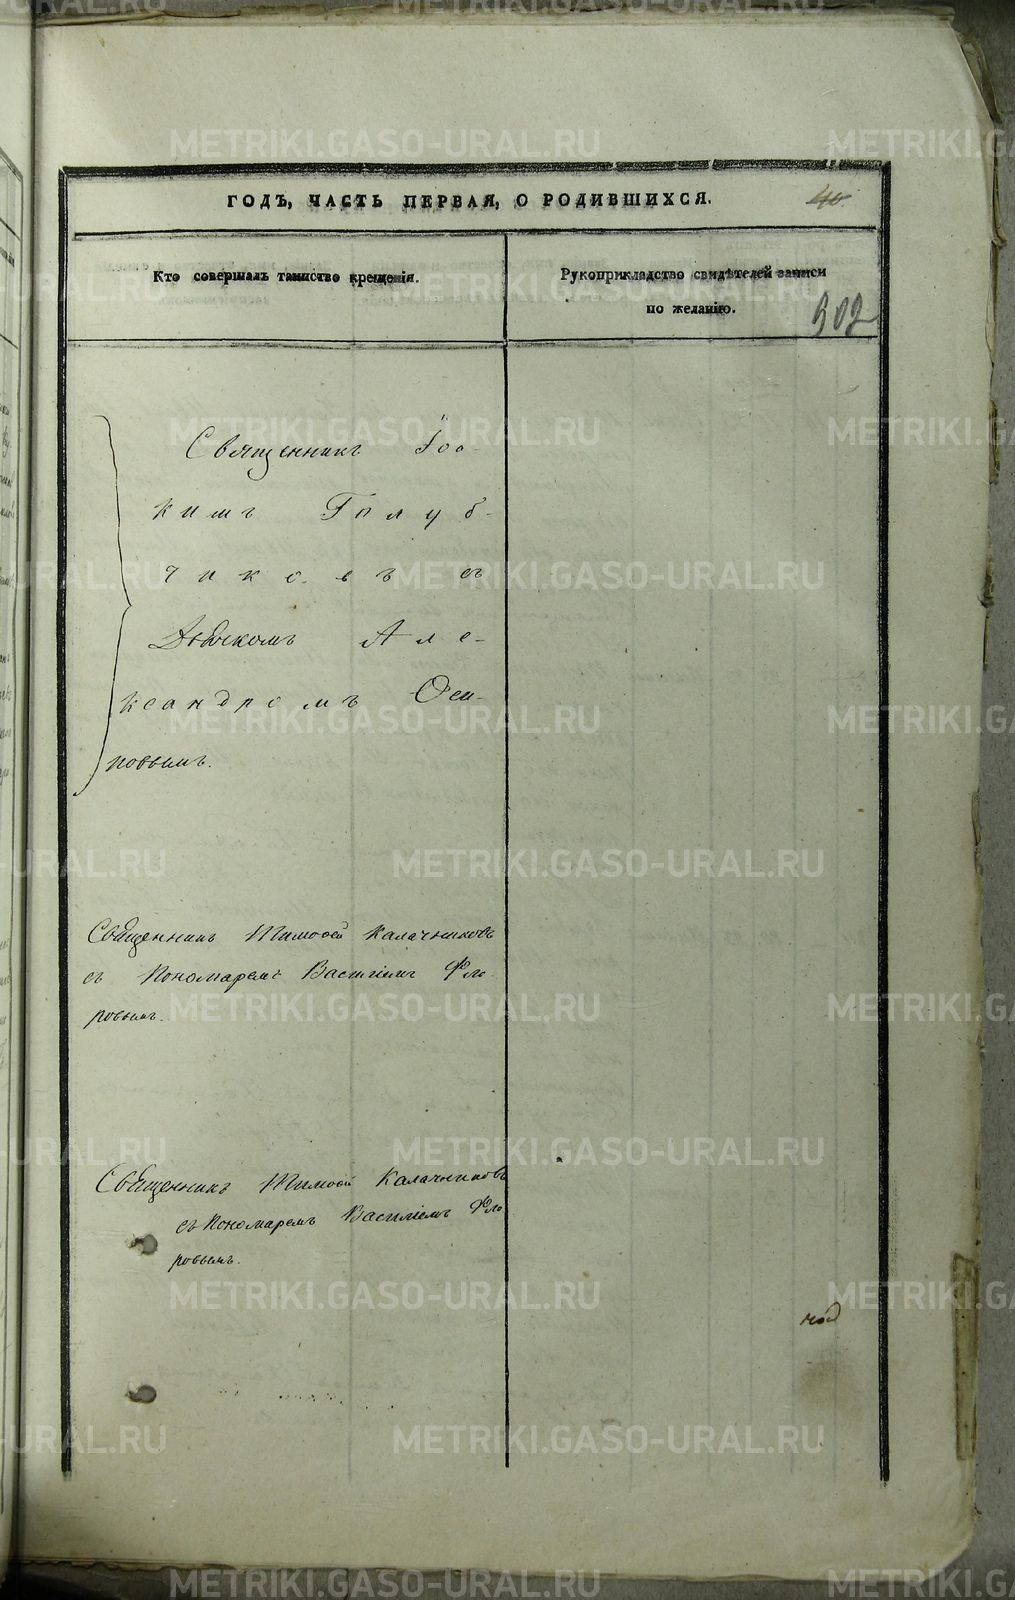 ГОДЪ, ЧАСТЬ ПЕРВАЯ, О РОДИВШИХСЯ.
40
Кто совершалъ таинство крещенія.
Рукоприкладство свидѣтелей записи
по желанію.
302
Священникъ Іоа-
кимъ Голуб-
чиковъ съ
Дьячкомъ Але-
ксандромъ Оси-
повымъ.
Священникъ Тимоѳей Калачниковъ
съ Пономаремъ Василіемъ Фло-
ровымъ.
Священникъ Тимоѳей Калачниковъ
съ Пономаремъ Василіемъ Фло
ровымъ.
METRIKI.GASO-URAL.RU